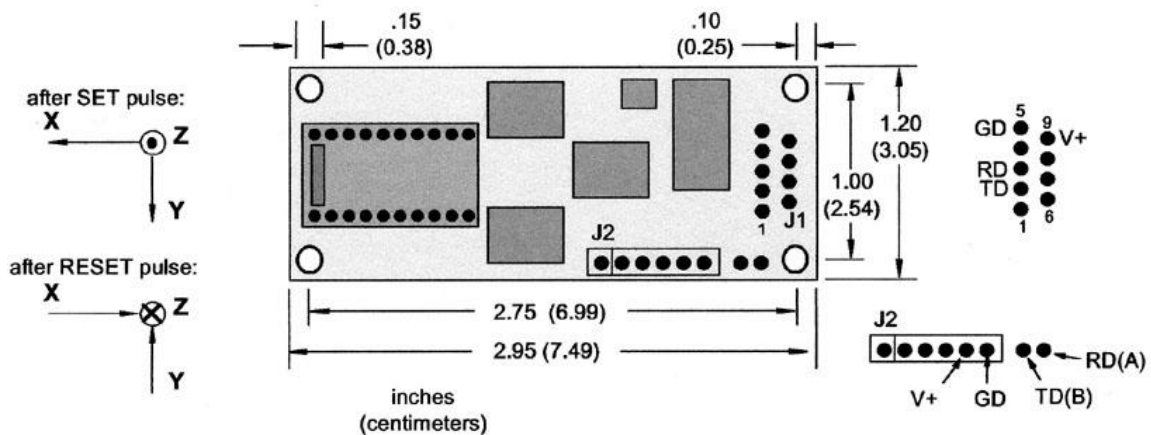 .15
(0.38)
.10
(0.25)
after SET pulse:
X
Z
Y
1.20
(3.05)
1.00
(2.54)
5
9
GD
V+
RD
TD
1
6
J2
1
J1
after RESET pulse:
X
Z
Y
2.75 (6.99)
2.95 (7.49)
inches
(centimeters)
J2
RD(A)
V+
GD
TD(B)